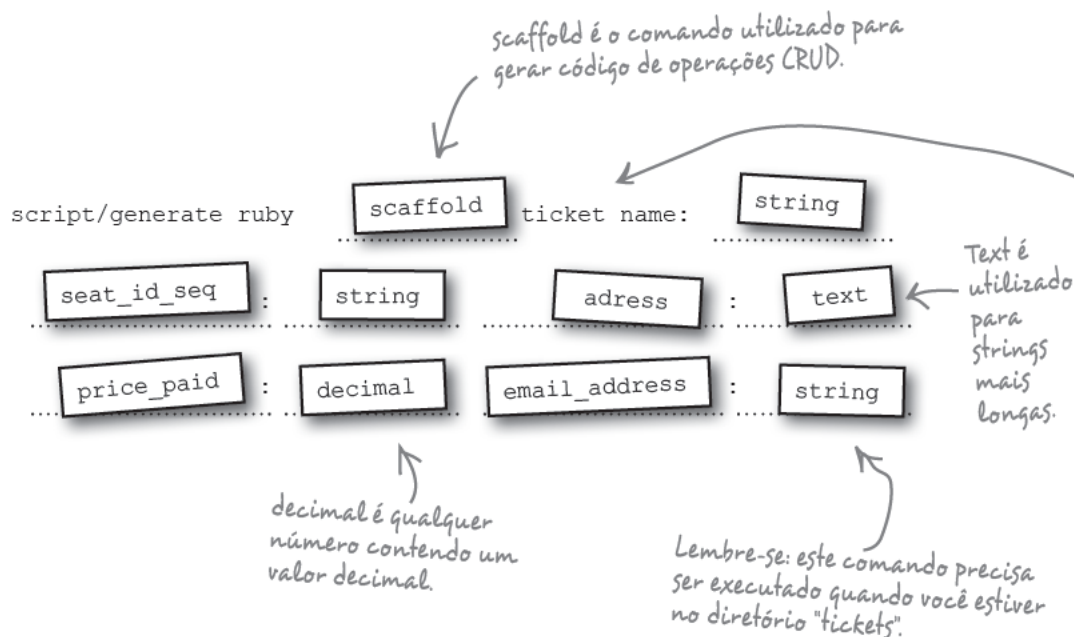 scaffold é o comando utilizado para
gerar código de operações CRUD.
script/generate ruby scaffold ticket name: string
seat_id_seq : string adress : text
Text é
utilizado
para
strings
mais
longas.
price_paid : decimal email_address : string
decimal é qualquer
número contendo um
valor decimal.
Lembre-se: este comando precisa
ser executado quando você estiver
no diretório "tickets".